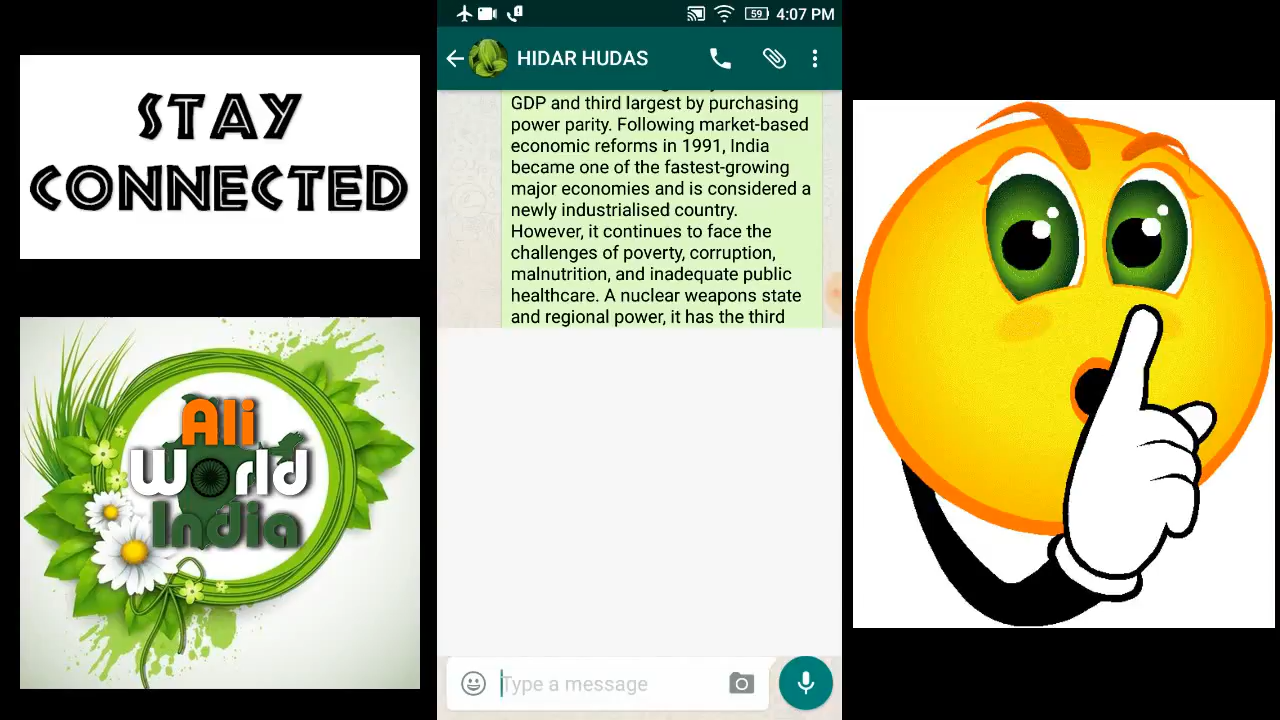 STAY
CONNECTED
Ali
World
India
59 4:07 PM
HIDAR HUDAS
GDP and third largest by purchasing
power parity. Following market-based
economic reforms in 1991, India
became one of the fastest-growing
major economies and is considered a
newly industrialised country.
However, it continues to face the
challenges of poverty, corruption,
malnutrition, and inadequate public
healthcare. A nuclear weapons state
and regional power, it has the third
Type a message